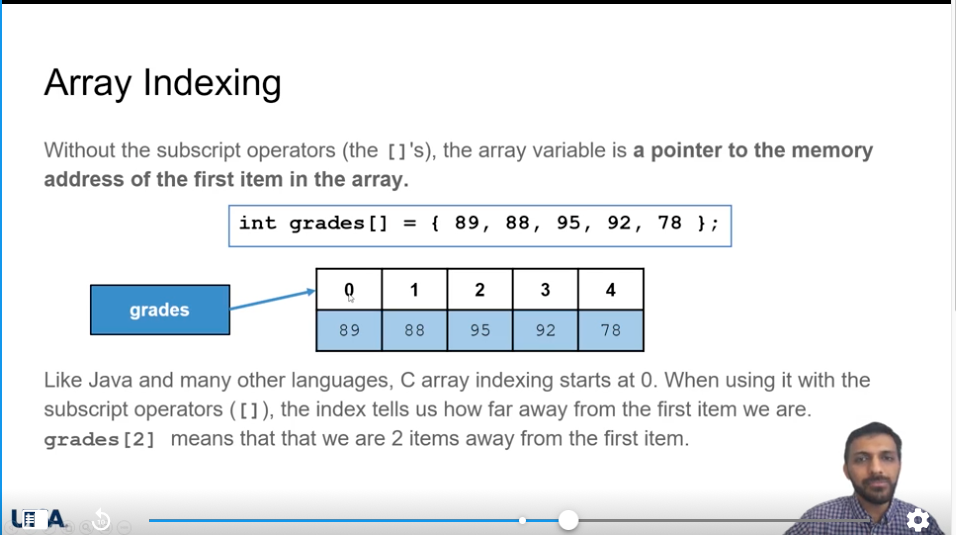 Array Indexing
Without the subscript operators (the []'s), the array variable is a pointer to the memory
address of the first item in the array.
int grades[] = { 89, 88, 95, 92, 78 };
grades
0 1 2 3 4
89 88 95 92 78
Like Java and many other languages, C array indexing starts at 0. When using it with the
subscript operators ([]), the index tells us how far away from the first item we are.
grades[2] means that that we are 2 items away from the first item.
10